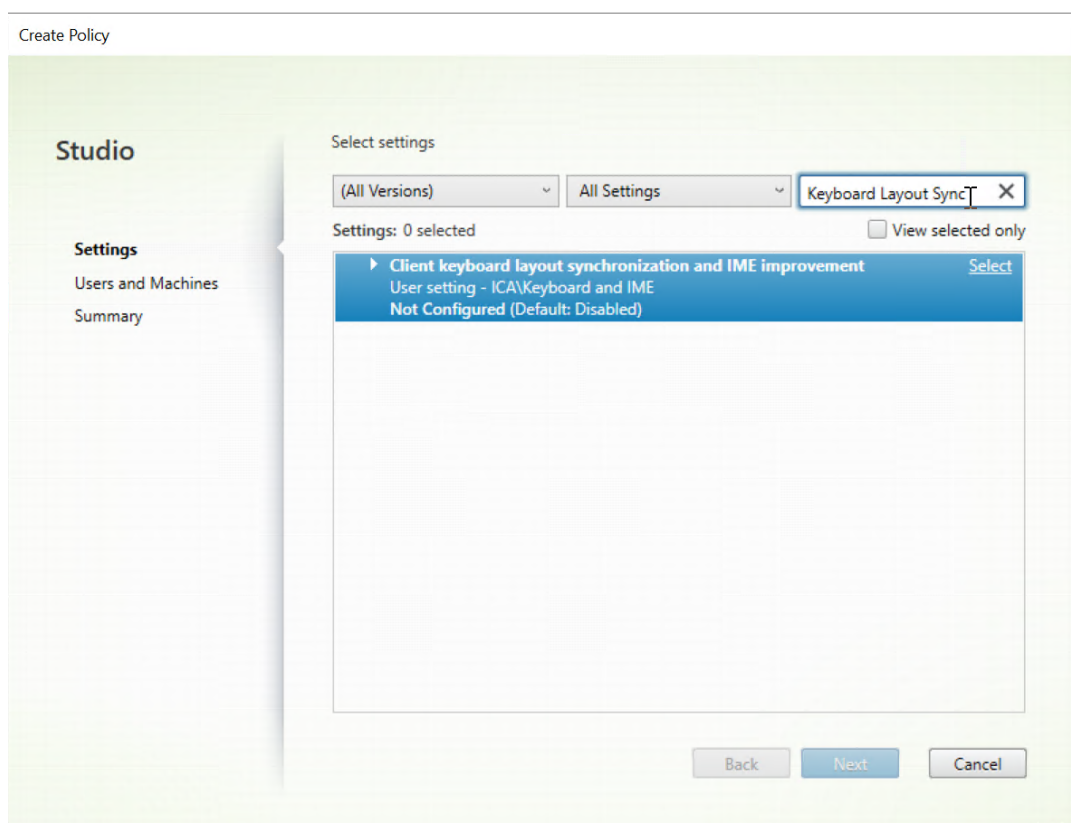 Create Policy
Studio
Settings
Users and Machines
Summary
Select settings
(All Versions)
All Settings
Keyboard Layout Sync
Settings: 0 selected
View selected only
Client keyboard layout synchronization and IME improvement
Select
User setting - ICA\Keyboard and IME
Not Configured (Default: Disabled)
Back
Next
Cancel